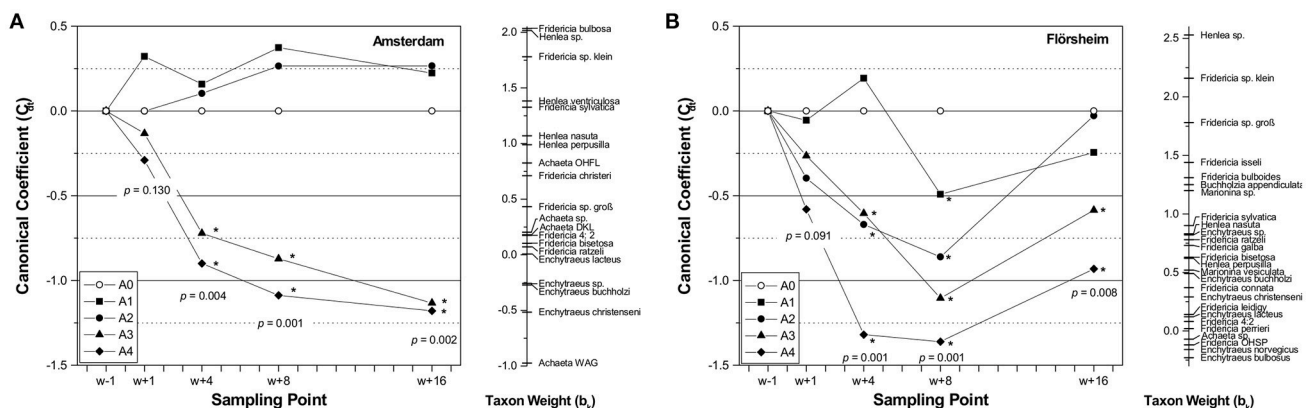 A
Amsterdam
0.5
0.0
-0.5
-1.0
-1.5
Canonical Coefficient (Cdt)
p = 0.130
p = 0.004
p = 0.001
p = 0.002
* * * * * *
A0
A1
A2
A3
A4
w-1 w+1 w+4 w+8 w+16
Sampling Point
2.0
1.5
1.0
0.5
0.0
-0.5
-1.0
Fridericia bulbosa
Henlea sp.
Fridericia sp. klein
Henlea ventriculosa
Fridericia sylvatica
Henlea nasuta
Henlea perpusilla
Achaeta OHFL
Fridericia christeri
Fridericia sp. groß
Achaeta sp.
Achaeta DKL
Fridericia 4: 2
Fridericia bisetosa
Fridericia ratzeli
Enchytraeus lacteus
Enchytraeus sp.
Enchytraeus buchholzi
Enchytraeus christenseni
Achaeta WAG
Taxon Weight (bk)
B
Flörsheim
0.5
0.0
-0.5
-1.0
-1.5
Canonical Coefficient (Cdt)
p = 0.091
p = 0.001
p = 0.001
p = 0.008
* * * * * * * * *
A0
A1
A2
A3
A4
w-1 w+1 w+4 w+8 w+16
Sampling Point
2.5
2.0
1.5
1.0
0.5
0.0
Henlea sp.
Fridericia sp. klein
Fridericia sp. groß
Fridericia isseli
Fridericia bulboides
Buchholzia appendiculata
Marionina sp.
Fridericia sylvatica
Henlea nasuta
Enchytraeus sp.
Fridericia ratzeli
Fridericia galba
Fridericia bisetosa
Henlea perpusilla
Marionina vesiculata
Enchytraeus buchholzi
Fridericia connata
Enchytraeus christenseni
Fridericia leidigy
Enchytraeus lacteus
Fridericia 4:2
Fridericia perrieri
Achaeta sp.
Fridericia OHSP
Enchytraeus norvegicus
Enchytraeus bulbosus
Taxon Weight (bk)